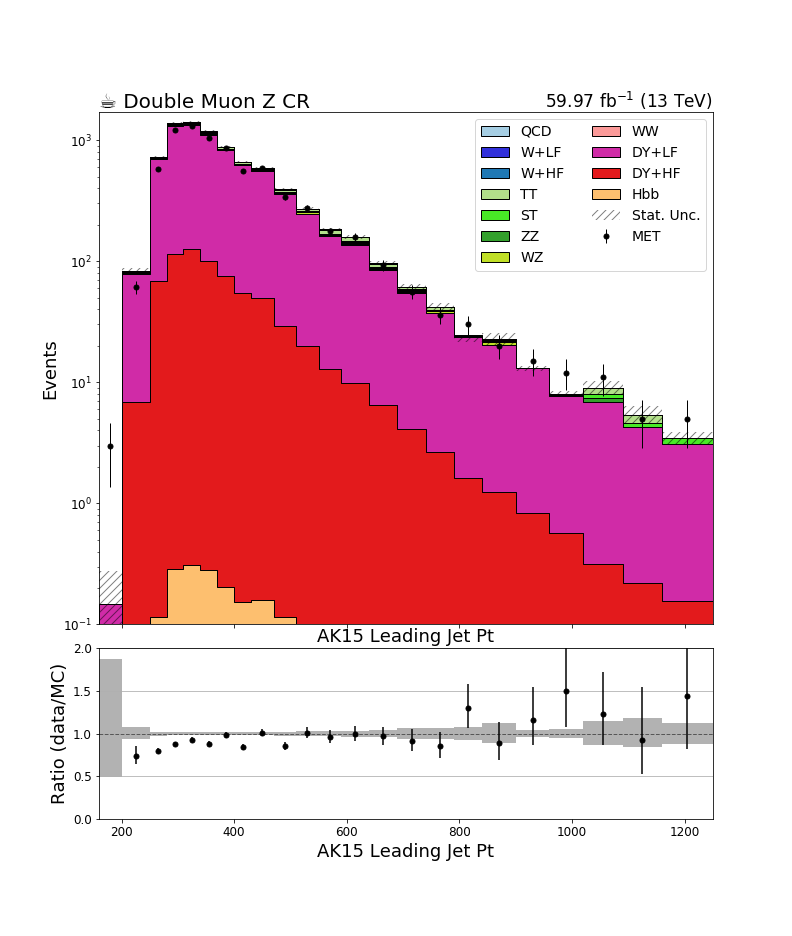 ☕ Double Muon Z CR
59.97 fb⁻¹ (13 TeV)
QCD
W+LF
W+HF
TT
ST
ZZ
WZ
WW
DY+LF
DY+HF
Hbb
Stat. Unc.
MET
Events
10³
10²
10¹
10⁰
10⁻¹
AK15 Leading Jet Pt
Ratio (data/MC)
2.0
1.5
1.0
0.5
0.0
200 400 600 800 1000 1200
AK15 Leading Jet Pt